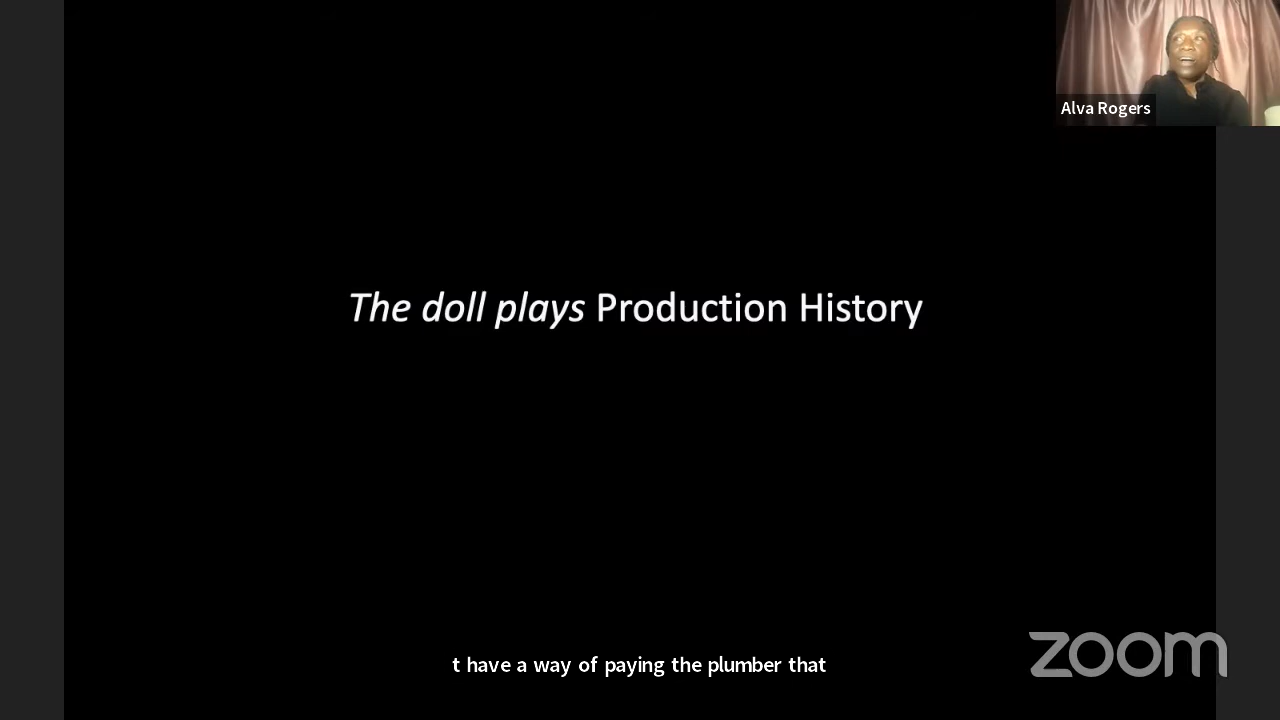 Alva Rogers
The doll plays Production History
t have a way of paying the plumber that
zoom